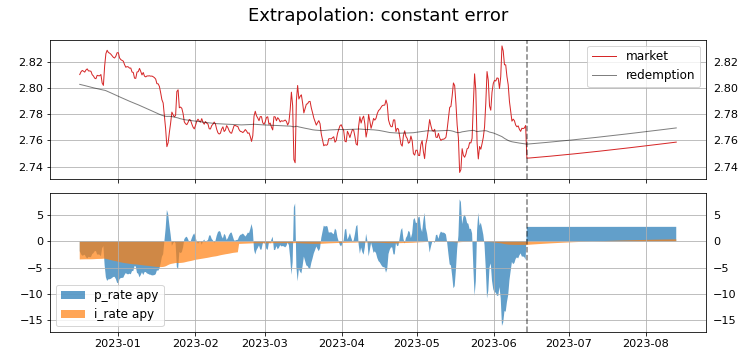 Extrapolation: constant error
2.82 2.82
2.80 2.80
2.78 2.78
2.76 2.76
2.74 2.74
market
redemption
5 5
0 0
−5 −5
−10 −10
−15 −15
p_rate apy
i_rate apy
2023-01 2023-02 2023-03 2023-04 2023-05 2023-06 2023-07 2023-08